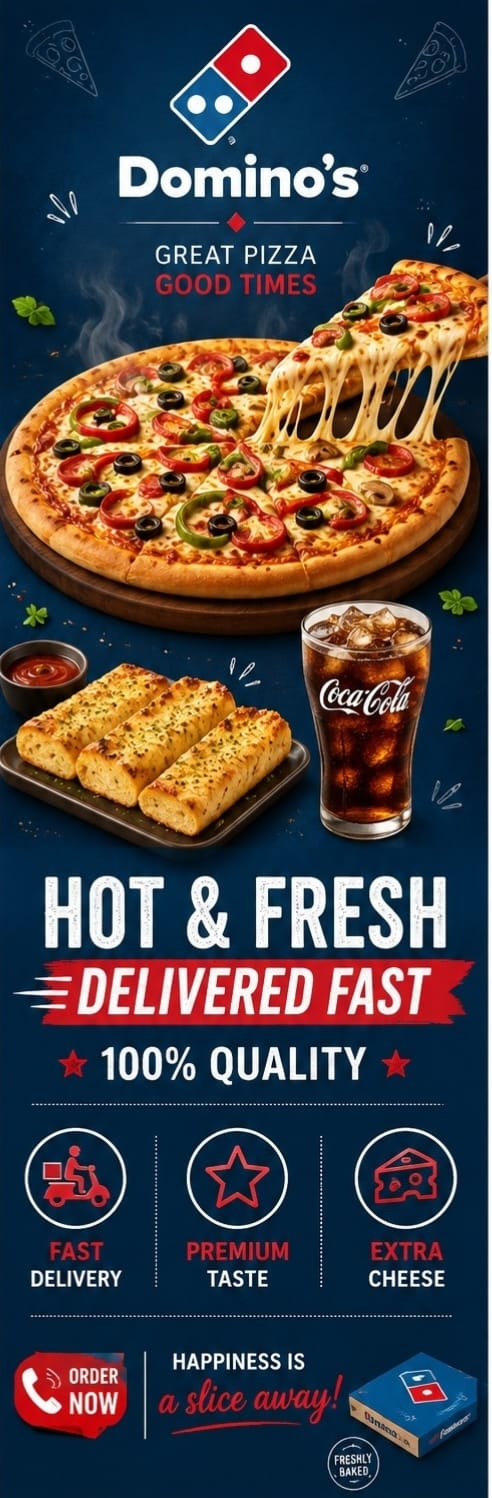 Domino's®
GREAT PIZZA
GOOD TIMES
Coca-Cola
HOT & FRESH
DELIVERED FAST
100% QUALITY
FAST
DELIVERY
PREMIUM
TASTE
EXTRA
CHEESE
ORDER
NOW
HAPPINESS IS
a slice away!
FRESHLY
BAKED